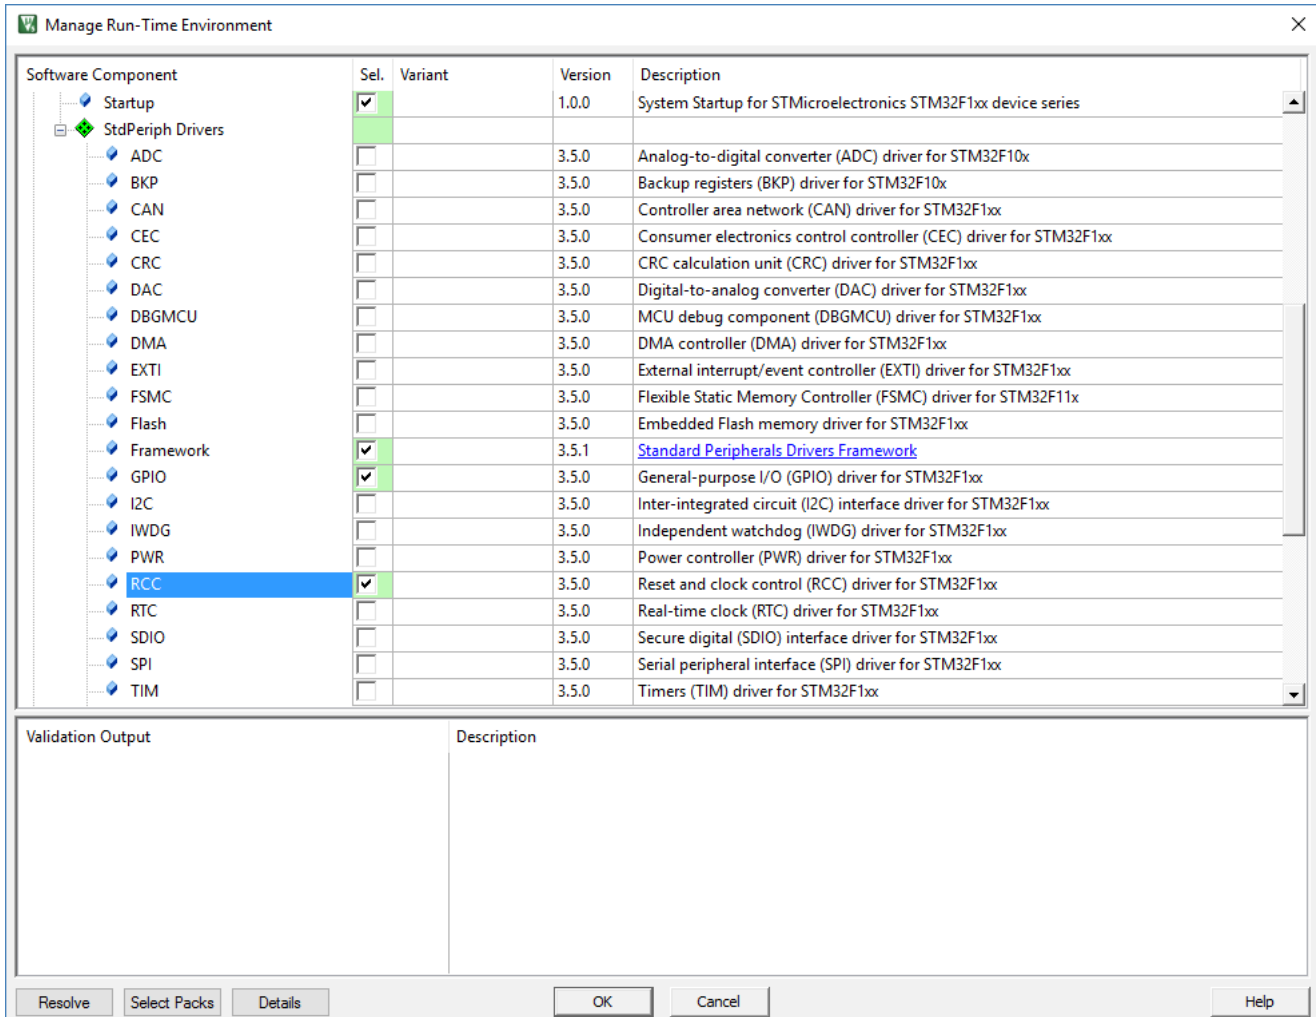 Manage Run-Time Environment
Software Component Sel. Variant Version Description
Startup 1.0.0 System Startup for STMicroelectronics STM32F1xx device series
StdPeriph Drivers
ADC 3.5.0 Analog-to-digital converter (ADC) driver for STM32F10x
BKP 3.5.0 Backup registers (BKP) driver for STM32F10x
CAN 3.5.0 Controller area network (CAN) driver for STM32F1xx
CEC 3.5.0 Consumer electronics control controller (CEC) driver for STM32F1xx
CRC 3.5.0 CRC calculation unit (CRC) driver for STM32F1xx
DAC 3.5.0 Digital-to-analog converter (DAC) driver for STM32F1xx
DBGMCU 3.5.0 MCU debug component (DBGMCU) driver for STM32F1xx
DMA 3.5.0 DMA controller (DMA) driver for STM32F1xx
EXTI 3.5.0 External interrupt/event controller (EXTI) driver for STM32F1xx
FSMC 3.5.0 Flexible Static Memory Controller (FSMC) driver for STM32F11x
Flash 3.5.0 Embedded Flash memory driver for STM32F1xx
Framework 3.5.1 Standard Peripherals Drivers Framework
GPIO 3.5.0 General-purpose I/O (GPIO) driver for STM32F1xx
I2C 3.5.0 Inter-integrated circuit (I2C) interface driver for STM32F1xx
IWDG 3.5.0 Independent watchdog (IWDG) driver for STM32F1xx
PWR 3.5.0 Power controller (PWR) driver for STM32F1xx
RCC 3.5.0 Reset and clock control (RCC) driver for STM32F1xx
RTC 3.5.0 Real-time clock (RTC) driver for STM32F1xx
SDIO 3.5.0 Secure digital (SDIO) interface driver for STM32F1xx
SPI 3.5.0 Serial peripheral interface (SPI) driver for STM32F1xx
TIM 3.5.0 Timers (TIM) driver for STM32F1xx
Validation Output Description
Resolve Select Packs Details OK Cancel Help